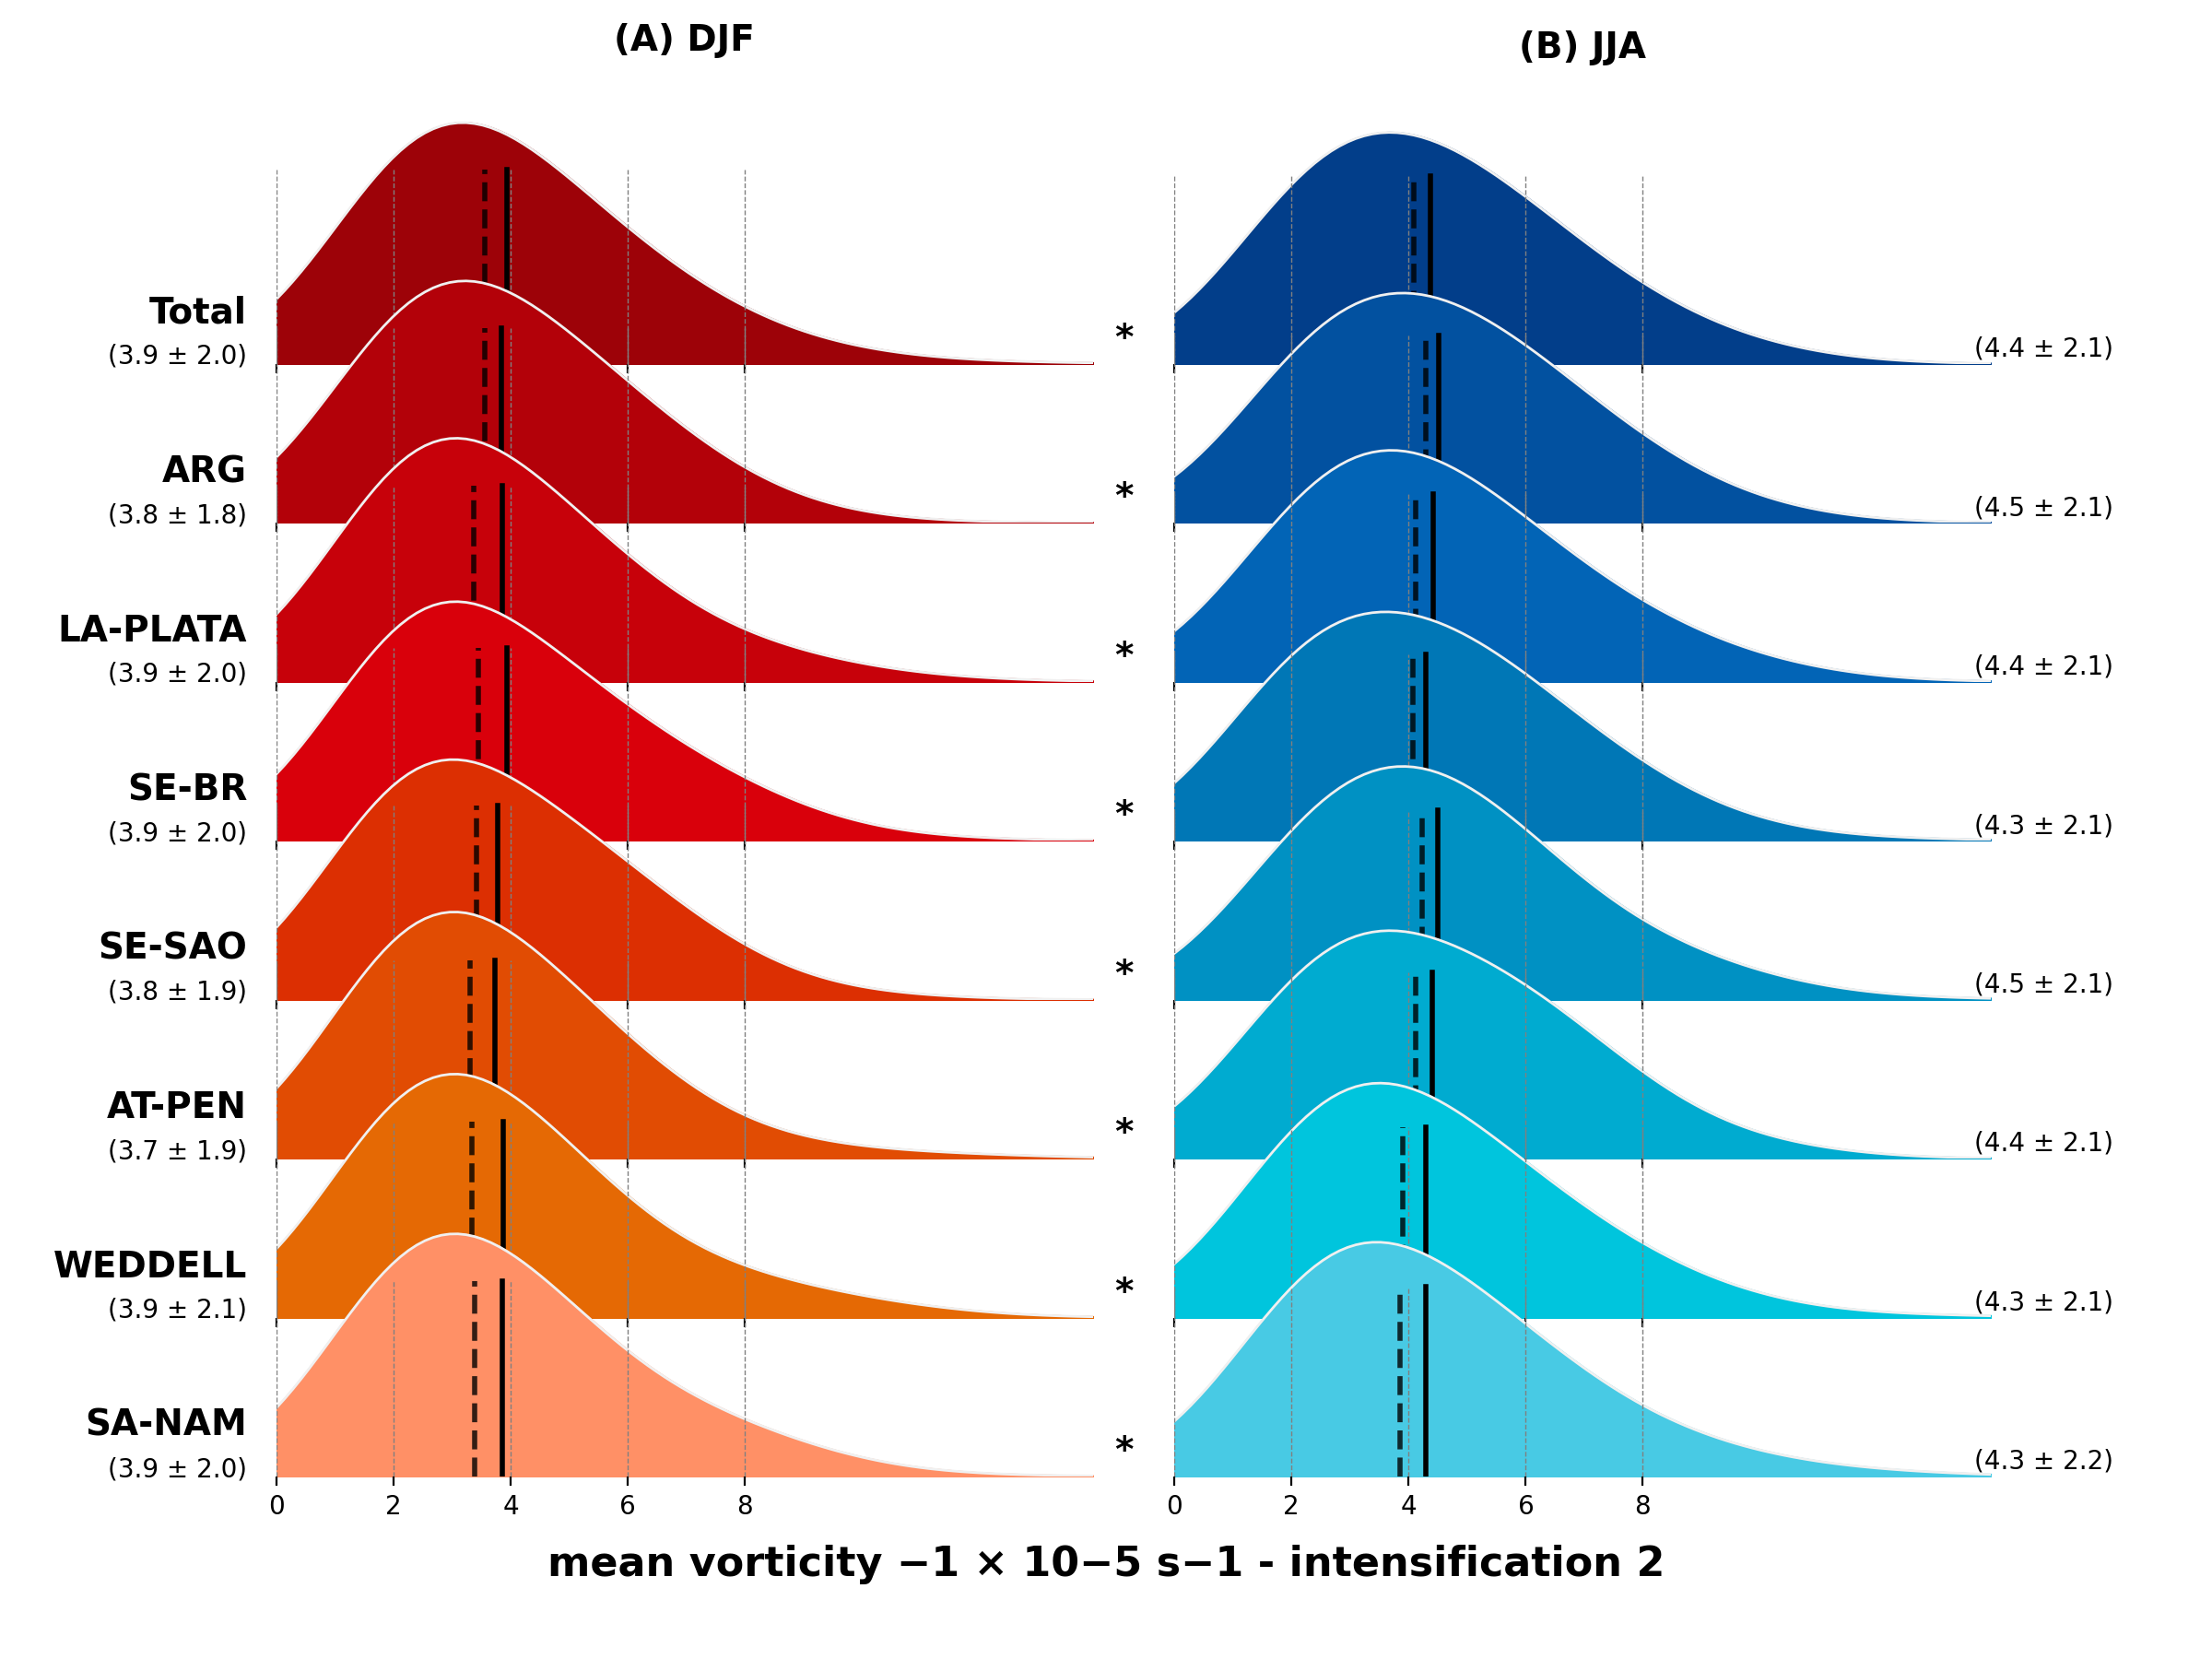 (A) DJF
(B) JJA
Total
(3.9 ± 2.0)
*
(4.4 ± 2.1)
ARG
(3.8 ± 1.8)
*
(4.5 ± 2.1)
LA-PLATA
(3.9 ± 2.0)
*
(4.4 ± 2.1)
SE-BR
(3.9 ± 2.0)
*
(4.3 ± 2.1)
SE-SAO
(3.8 ± 1.9)
*
(4.5 ± 2.1)
AT-PEN
(3.7 ± 1.9)
*
(4.4 ± 2.1)
WEDDELL
(3.9 ± 2.1)
*
(4.3 ± 2.1)
SA-NAM
(3.9 ± 2.0)
*
(4.3 ± 2.2)
0 2 4 6 8
0 2 4 6 8
mean vorticity −1 × 10−5 s−1 - intensification 2